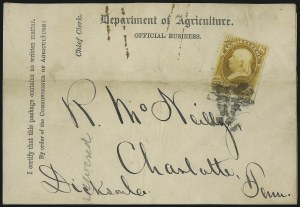 Department of Agriculture.
OFFICIAL BUSINESS.
I certify that this package contains no written matter.
By order of the Commissioner of Agriculture:
Chief Clerk.
R. McNeilly,
Charlotte,
Dickson Co.
Tenn.